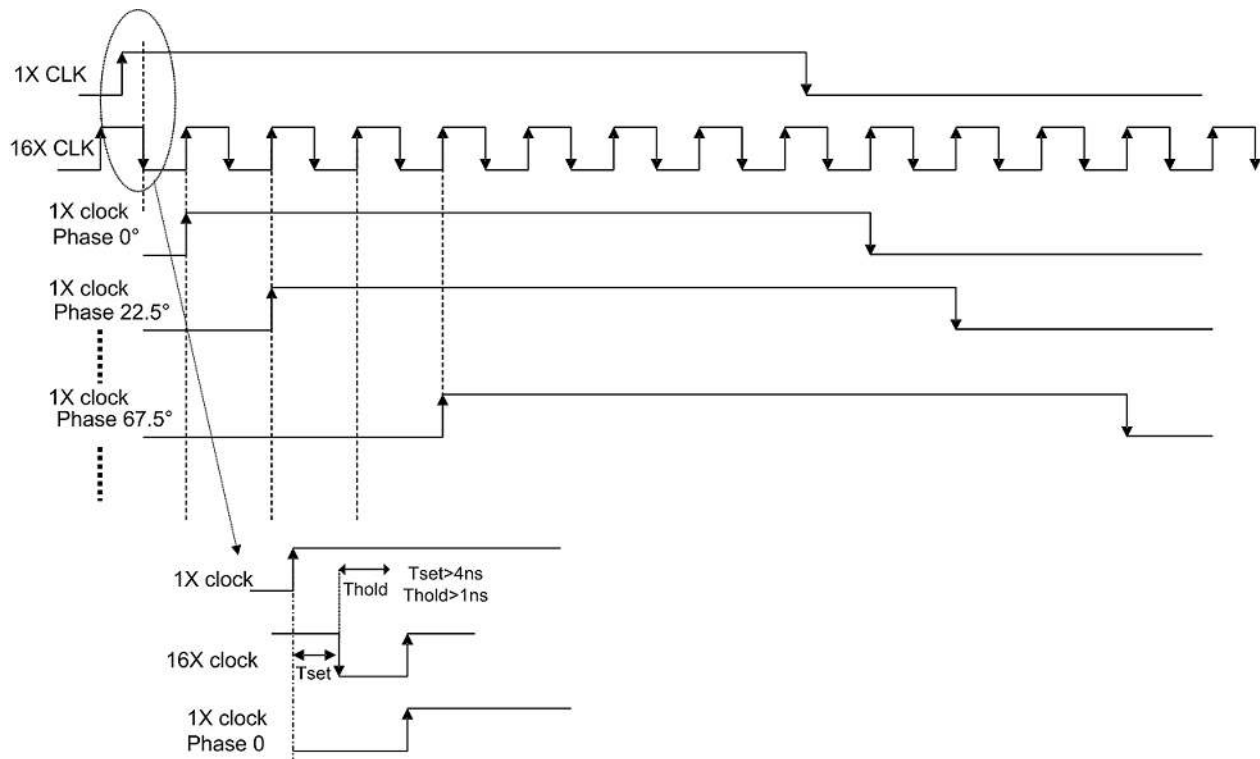 1X CLK
16X CLK
1X clock
Phase 0°
1X clock
Phase 22.5°
1X clock
Phase 67.5°
1X clock
Thold
Tset>4ns
Thold>1ns
16X clock
Tset
1X clock
Phase 0